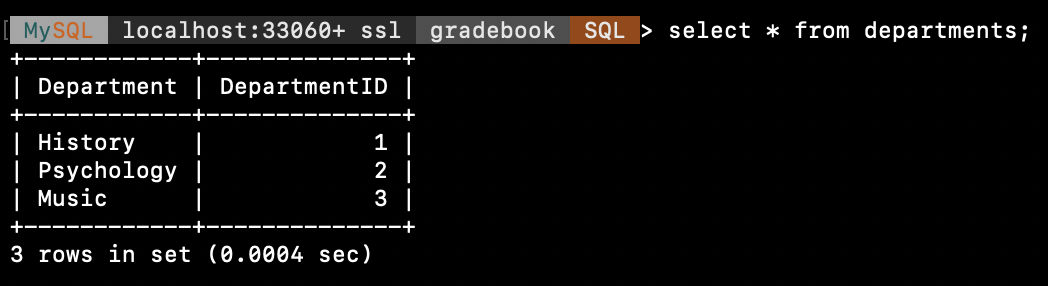 MySQL localhost:33060+ ssl gradebook SQL > select * from departments;
+------------+--------------+
| Department | DepartmentID |
+------------+--------------+
| History    |            1 |
| Psychology |            2 |
| Music      |            3 |
+------------+--------------+
3 rows in set (0.0004 sec)